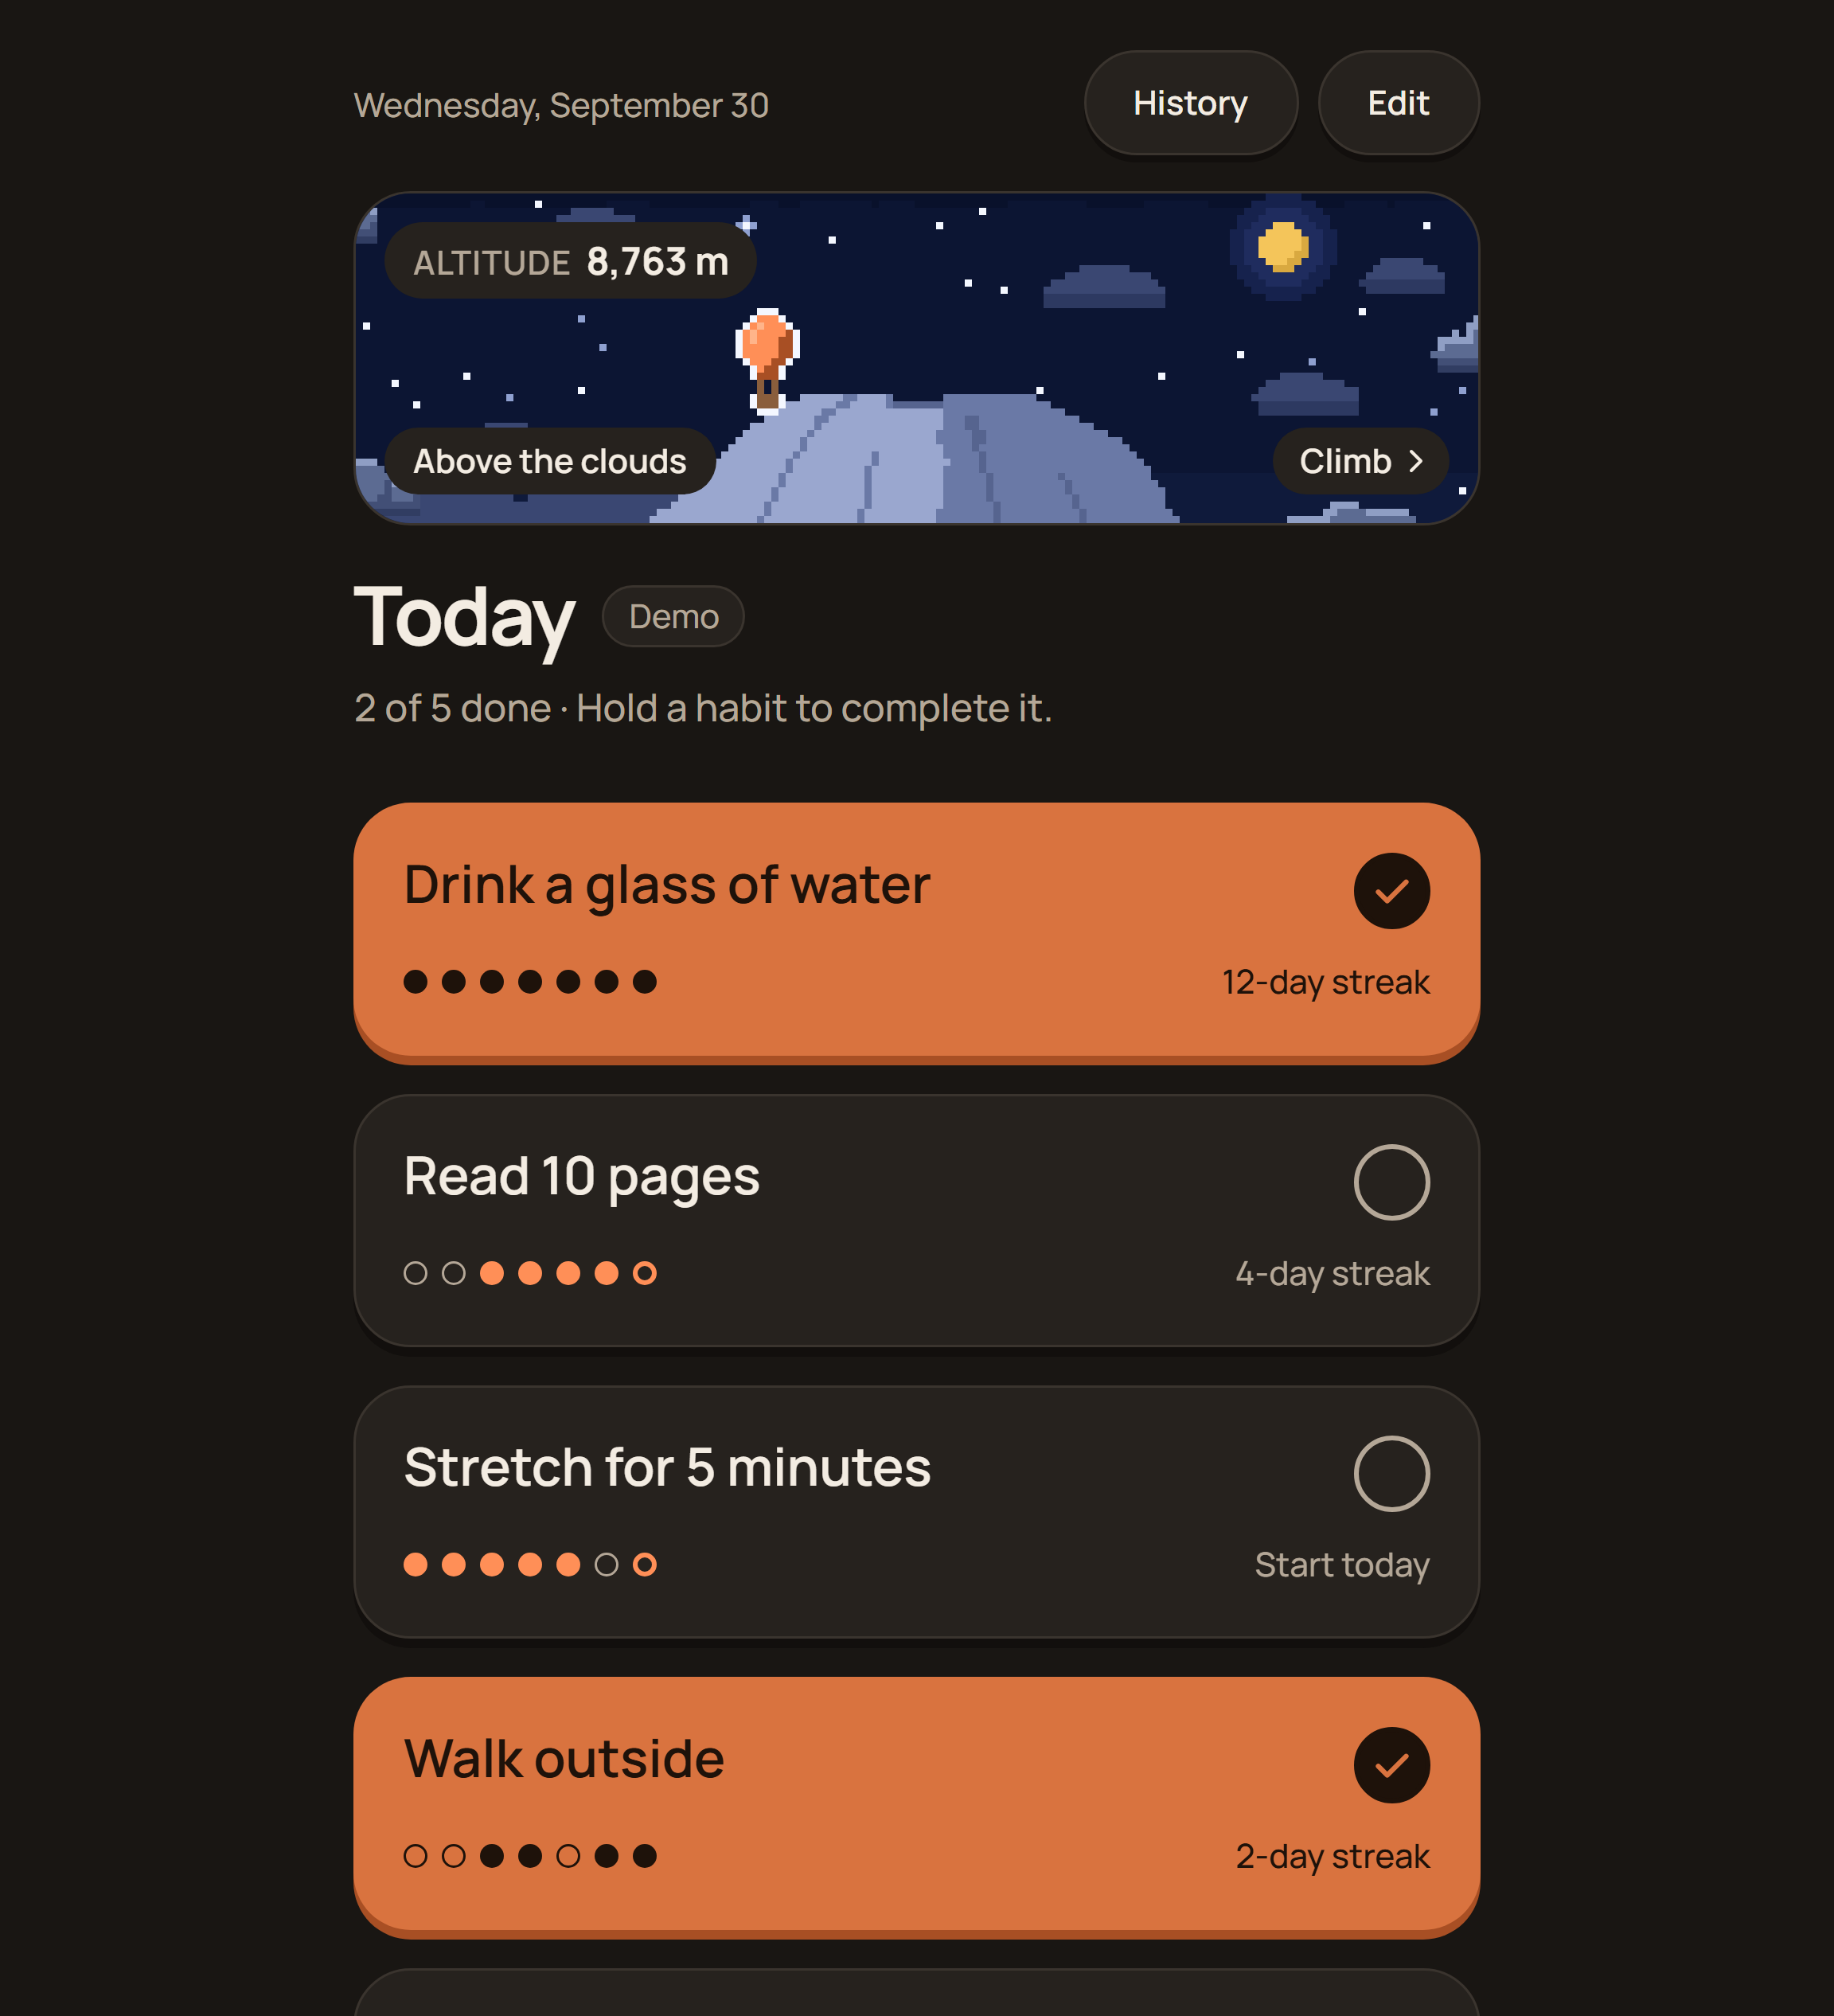 Wednesday, September 30
History
Edit
ALTITUDE 8,763 m
Above the clouds
Climb
Today
Demo
2 of 5 done · Hold a habit to complete it.
Drink a glass of water
12-day streak
Read 10 pages
4-day streak
Stretch for 5 minutes
Start today
Walk outside
2-day streak